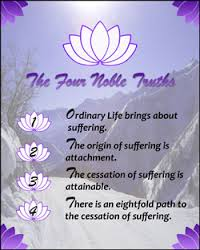 The Four Noble Truths
1 Ordinary Life brings about
suffering.
2 The origin of suffering is
attachment.
3 The cessation of suffering is
attainable.
4 There is an eightfold path to
the cessation of suffering.